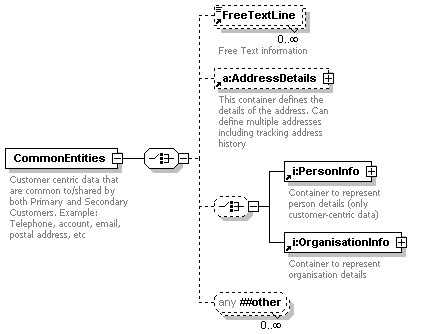 FreeTextLine
0..∞
Free Text information
a:AddressDetails
This container defines the
details of the address. Can
define multiple addresses
including tracking address
history
CommonEntities
Customer centric data that
are common to/shared by
both Primary and Secondary
Customers. Example:
Telephone, account, email,
postal address, etc
i:PersonInfo
Container to represent
person details (only
customer-centric data)
i:OrganisationInfo
Container to represent
organisation details
any ##other
0..∞